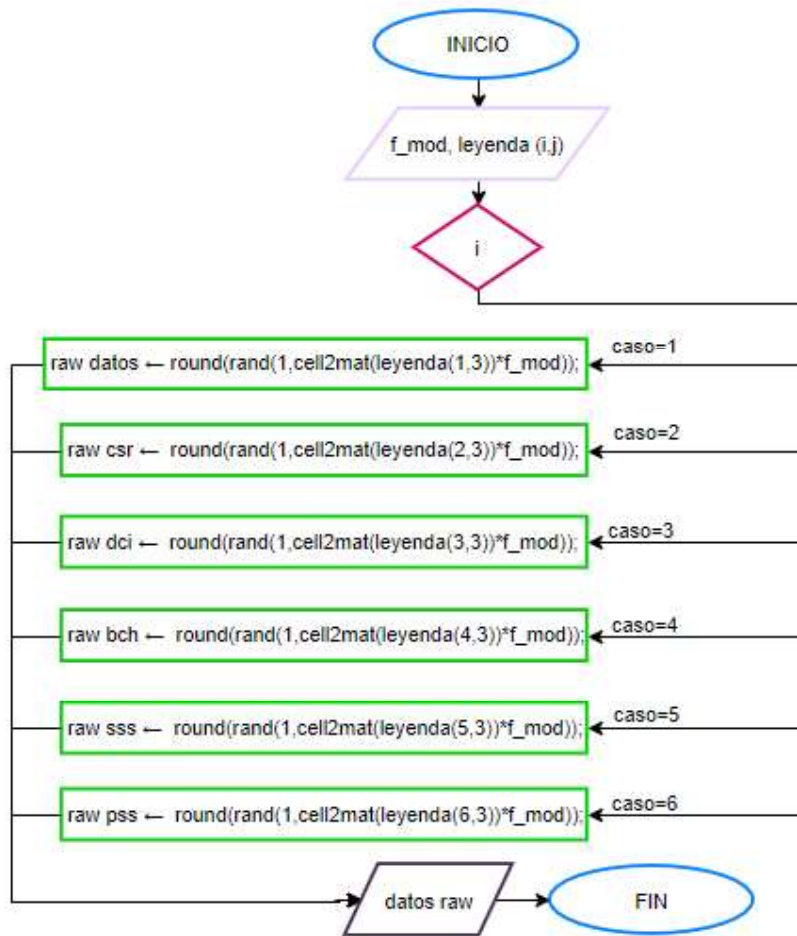 INICIO
f_mod, leyenda (i,j)
i
caso=1
raw datos ← round(rand(1,cell2mat(leyenda(1,3))*f_mod));
caso=2
raw csr ← round(rand(1,cell2mat(leyenda(2,3))*f_mod));
caso=3
raw dci ← round(rand(1,cell2mat(leyenda(3,3))*f_mod));
caso=4
raw bch ← round(rand(1,cell2mat(leyenda(4,3))*f_mod));
caso=5
raw sss ← round(rand(1,cell2mat(leyenda(5,3))*f_mod));
caso=6
raw pss ← round(rand(1,cell2mat(leyenda(6,3))*f_mod));
datos raw
FIN